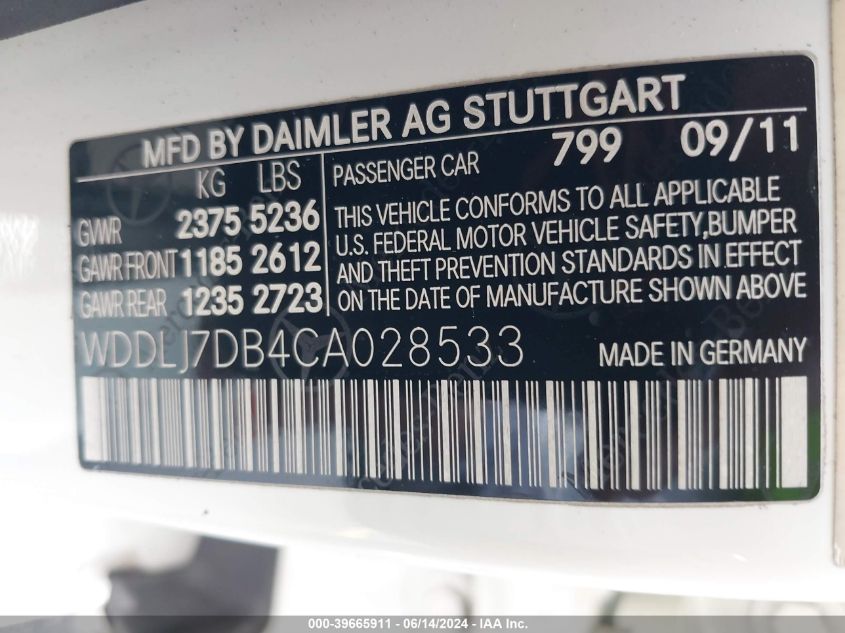 MFD BY DAIMLER AG STUTTGART
KG LBS
GVWR 2375 5236
GAWR FRONT 1185 2612
GAWR REAR 1235 2723
PASSENGER CAR 799 09/11
THIS VEHICLE CONFORMS TO ALL APPLICABLE
U.S. FEDERAL MOTOR VEHICLE SAFETY, BUMPER
AND THEFT PREVENTION STANDARDS IN EFFECT
ON THE DATE OF MANUFACTURE SHOWN ABOVE
WDDLJ7DB4CA028533 MADE IN GERMANY
000-39665911 - 06/14/2024 - IAA Inc.